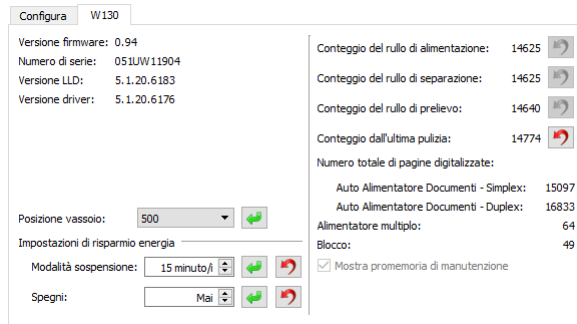 Configura W130
Versione firmware: 0.94
Numero di serie: 051UW11904
Versione LLD: 5.1.20.6183
Versione driver: 5.1.20.6176
Posizione vassoio: 500
Impostazioni di risparmio energia
Modalità sospensione: 15 minuto/i
Spegni: Mai
Conteggio del rullo di alimentazione: 14625
Conteggio del rullo di separazione: 14625
Conteggio del rullo di prelievo: 14640
Conteggio dall'ultima pulizia: 14774
Numero totale di pagine digitalizzate:
Auto Alimentatore Documenti - Simplex: 15097
Auto Alimentatore Documenti - Duplex: 16833
Alimentatore multiplo: 64
Blocco: 49
Mostra promemoria di manutenzione